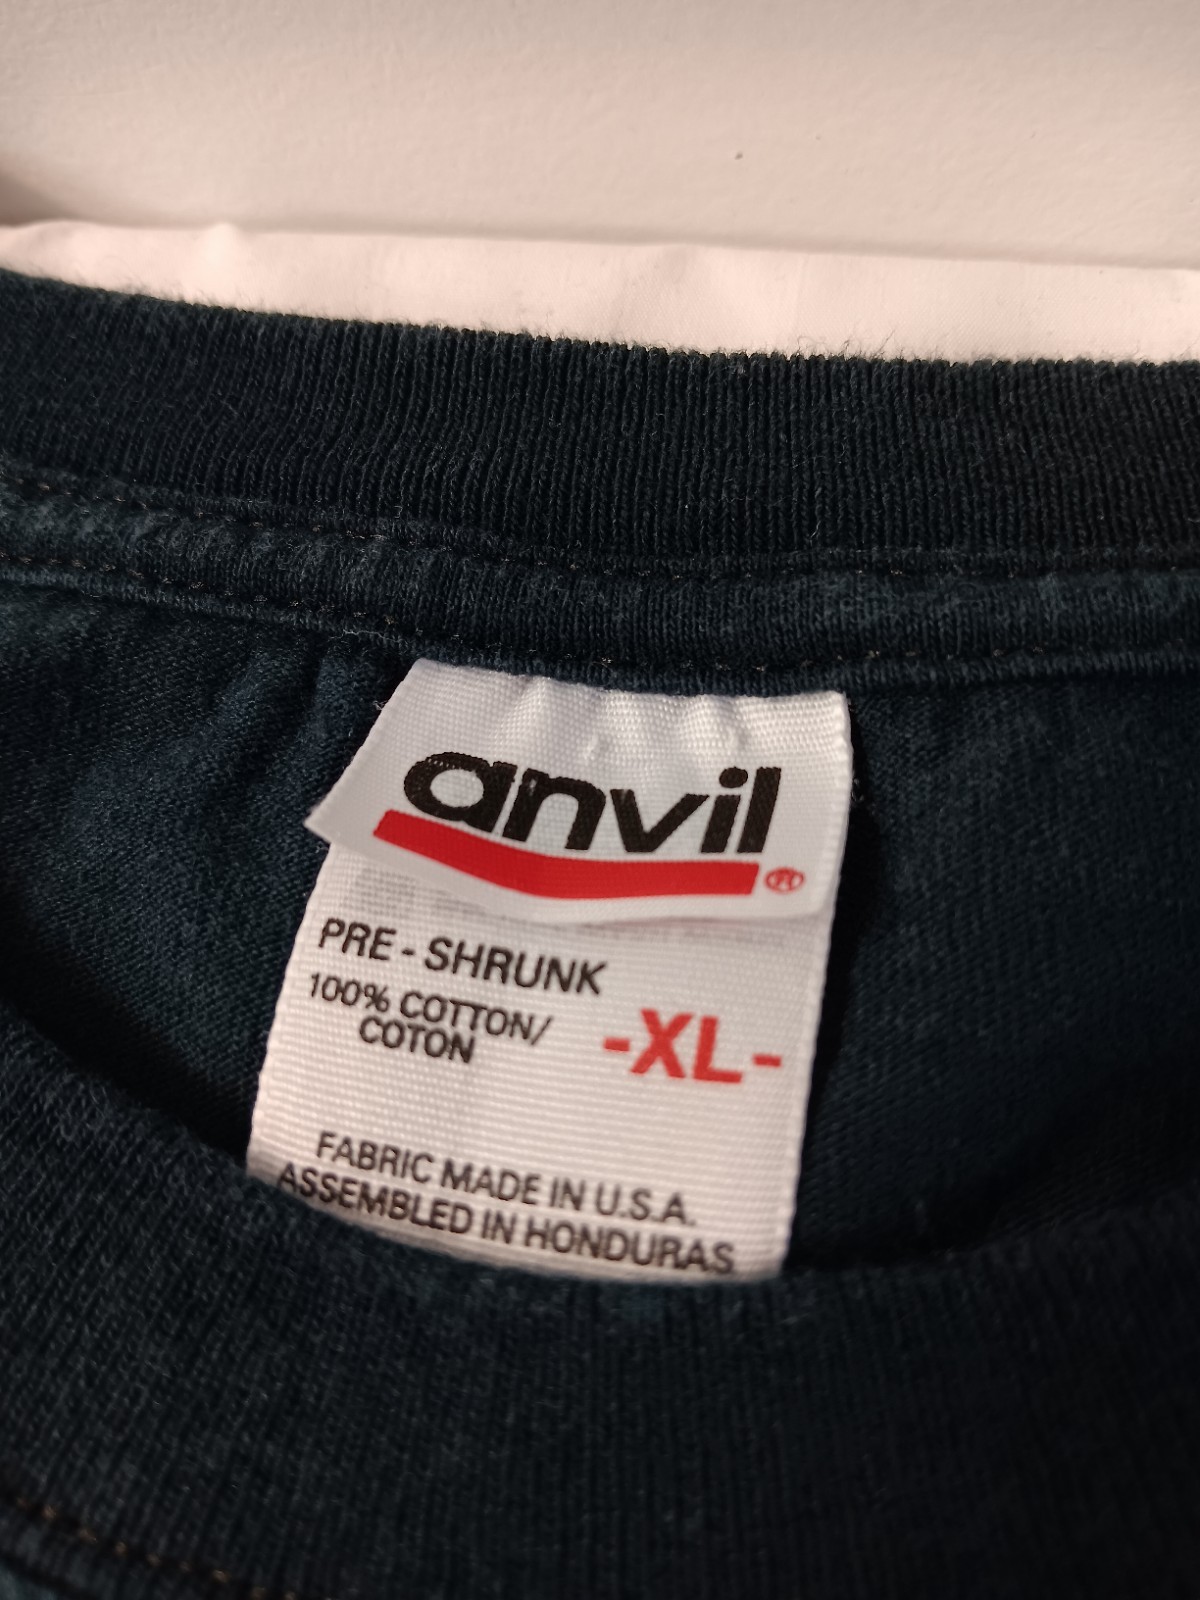 anvil®
PRE - SHRUNK
100% COTTON/
COTON
-XL-
FABRIC MADE IN U.S.A.
ASSEMBLED IN HONDURAS